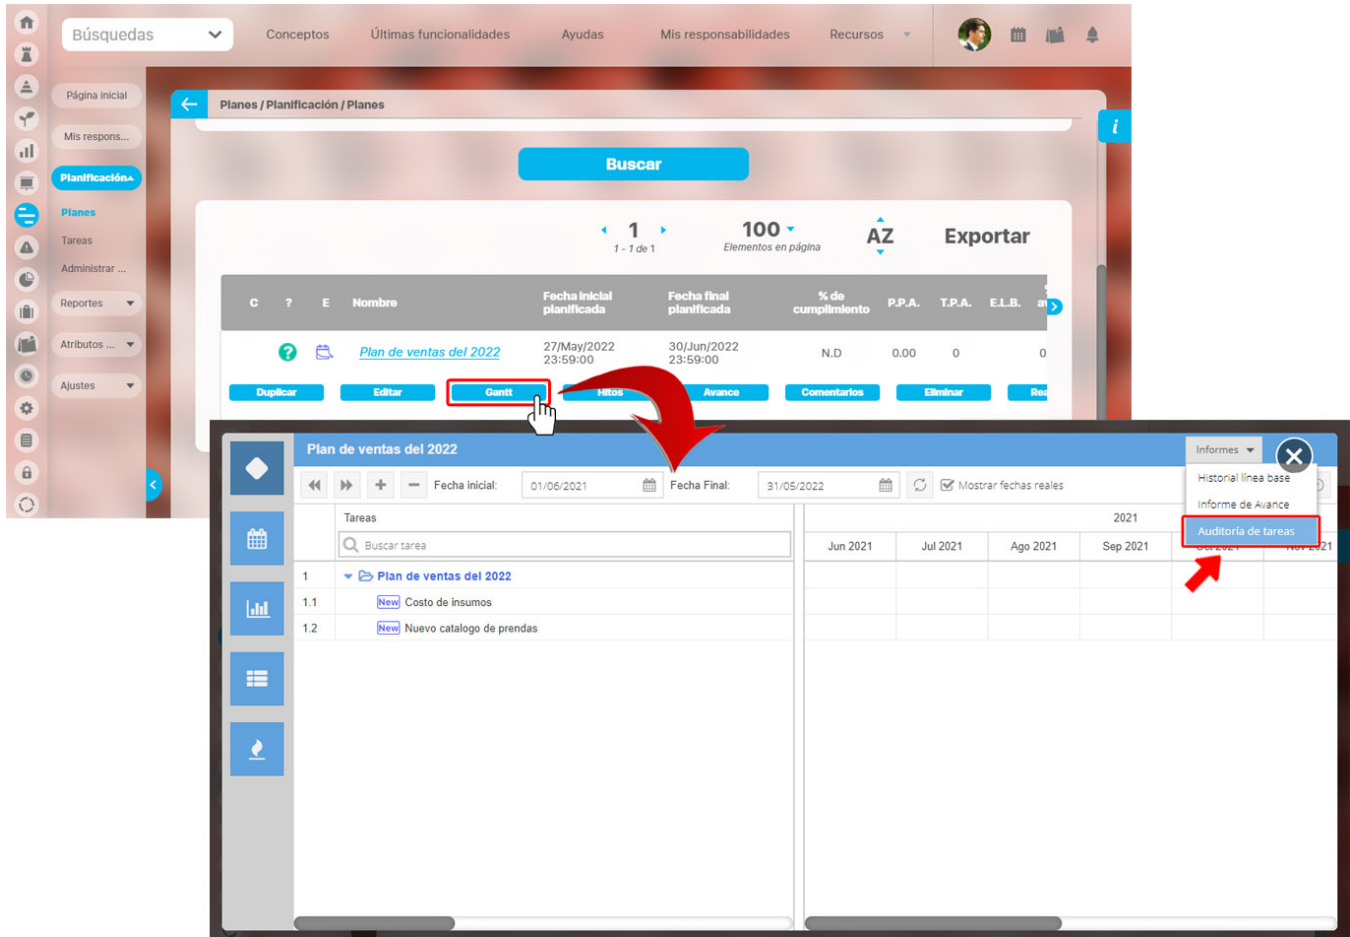 Búsquedas
Conceptos
Últimas funcionalidades
Ayudas
Mis responsabilidades
Recursos
Página inicial
Mis respons...
Planificación
Planes
Tareas
Administrar ...
Reportes
Atributos ...
Ajustes
Planes / Planificación / Planes
i
Buscar
1
1 - 1 de 1
100
Elementos en página
AZ
Exportar
C ? E Nombre
Fecha inicial planificada
Fecha final planificada
% de cumplimiento
P.P.A. T.P.A. E.L.B.
Plan de ventas del 2022
27/May/2022
23:59:00
30/Jun/2022
23:59:00
N.D 0.00 0 0
Duplicar Editar Gantt Hitos Avance Comentarios Eliminar
Plan de ventas del 2022
Informes
Historial línea base
Informe de Avance
Auditoría de tareas
Fecha inicial: 01/06/2021
Fecha Final: 31/05/2022
Mostrar fechas reales
Tareas
Buscar tarea
2021
Jun 2021 Jul 2021 Ago 2021 Sep 2021 Oct 2021 Nov 2021
1 Plan de ventas del 2022
1.1 New Costo de insumos
1.2 New Nuevo catalogo de prendas